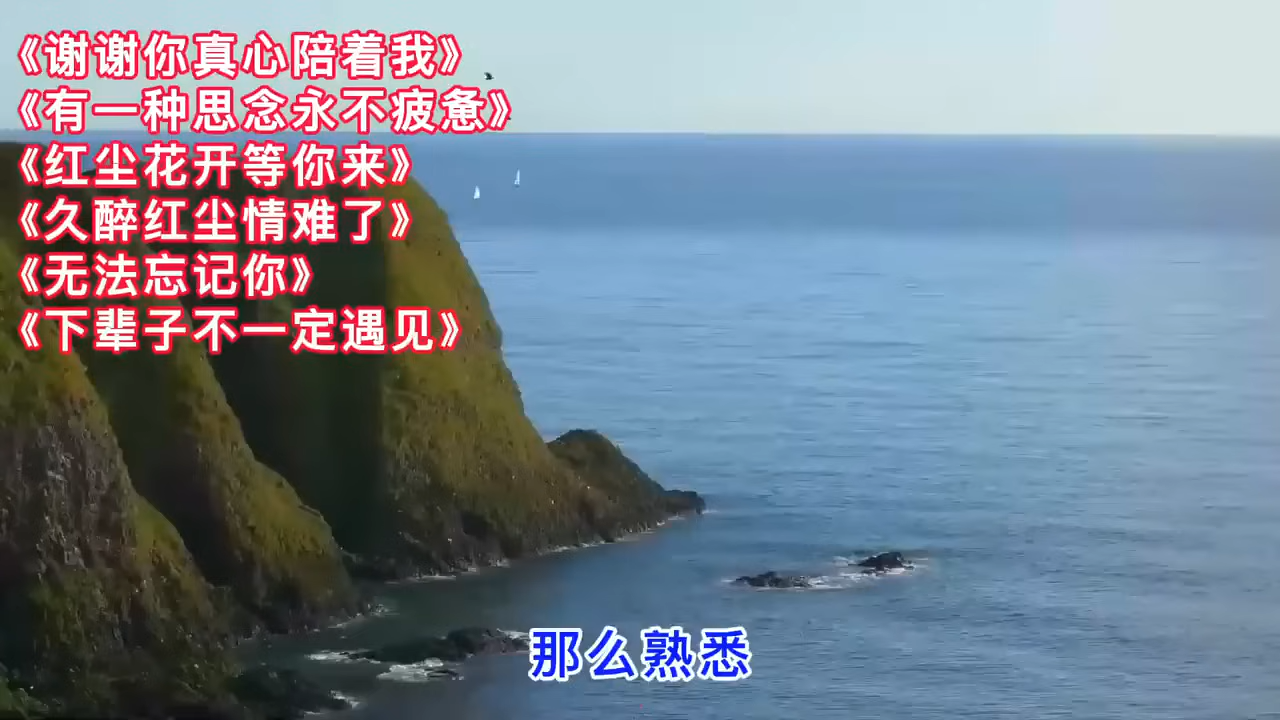 《谢谢你真心陪着我》
《有一种思念永不疲惫》
《红尘花开等你来》
《久醉红尘情难了》
《无法忘记你》
《下辈子不一定遇见》
那么熟悉